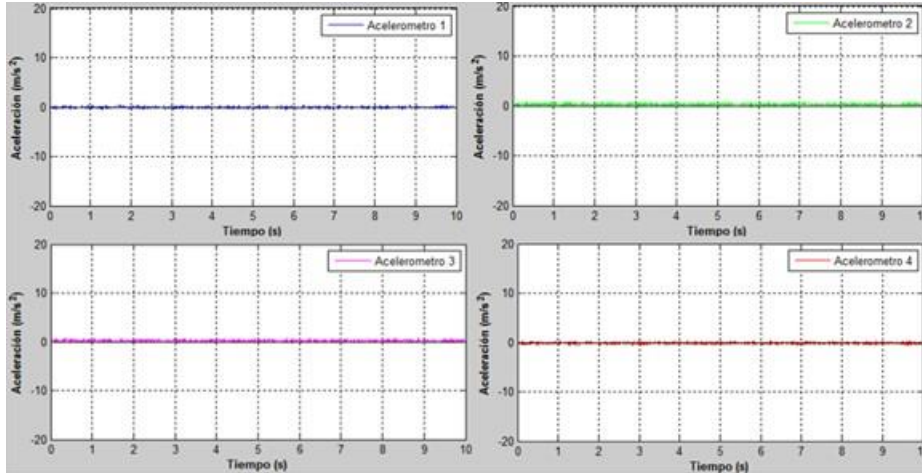 20
Acelerometro 1
10
0
-10
-20
Aceleración (m/s²)
0 1 2 3 4 5 6 7 8 9 10
Tiempo (s)
20
Acelerometro 2
10
0
-10
-20
Aceleración (m/s²)
0 1 2 3 4 5 6 7 8 9 1
Tiempo (s)
20
Acelerometro 3
10
0
-10
-20
Aceleración (m/s²)
0 1 2 3 4 5 6 7 8 9 10
Tiempo (s)
20
Acelerometro 4
10
0
-10
-20
Aceleración (m/s²)
0 1 2 3 4 5 6 7 8 9
Tiempo (s)